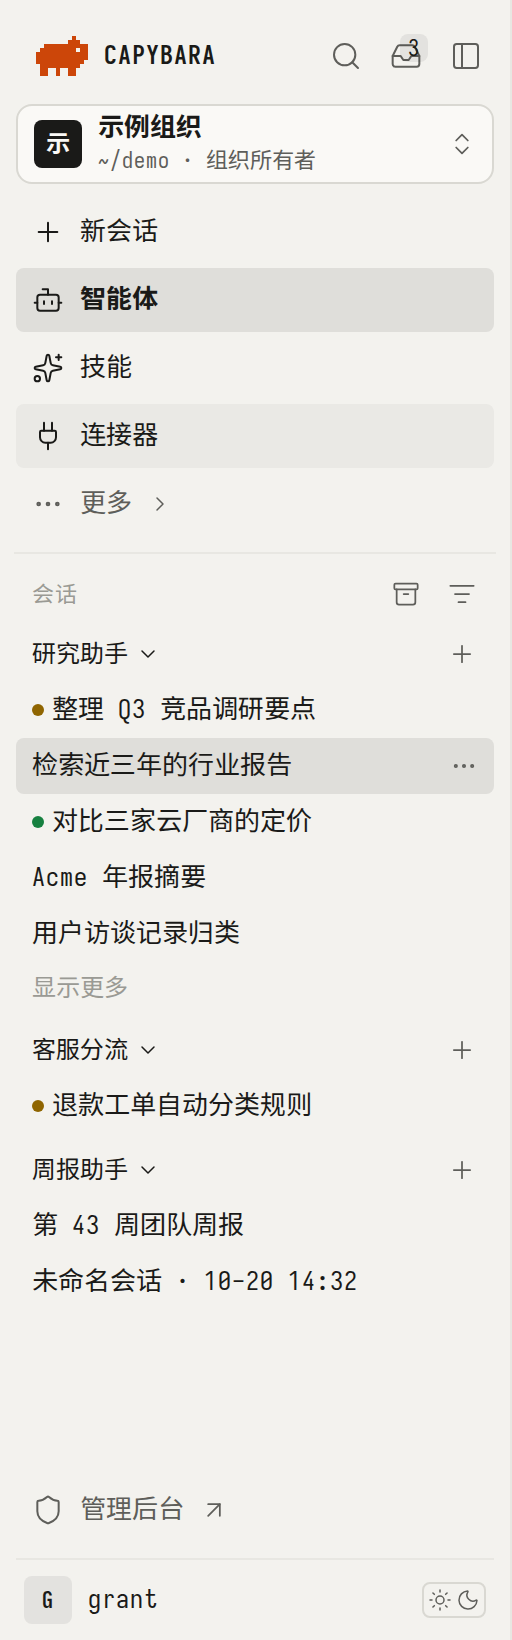 CAPYBARA
3
示
示例组织
~/demo · 组织所有者
新会话
智能体
技能
连接器
更多
会话
研究助手
整理 Q3 竞品调研要点
检索近三年的行业报告
对比三家云厂商的定价
Acme 年报摘要
用户访谈记录归类
显示更多
客服分流
退款工单自动分类规则
周报助手
第 43 周团队周报
未命名会话 · 10-20 14:32
管理后台
G
grant